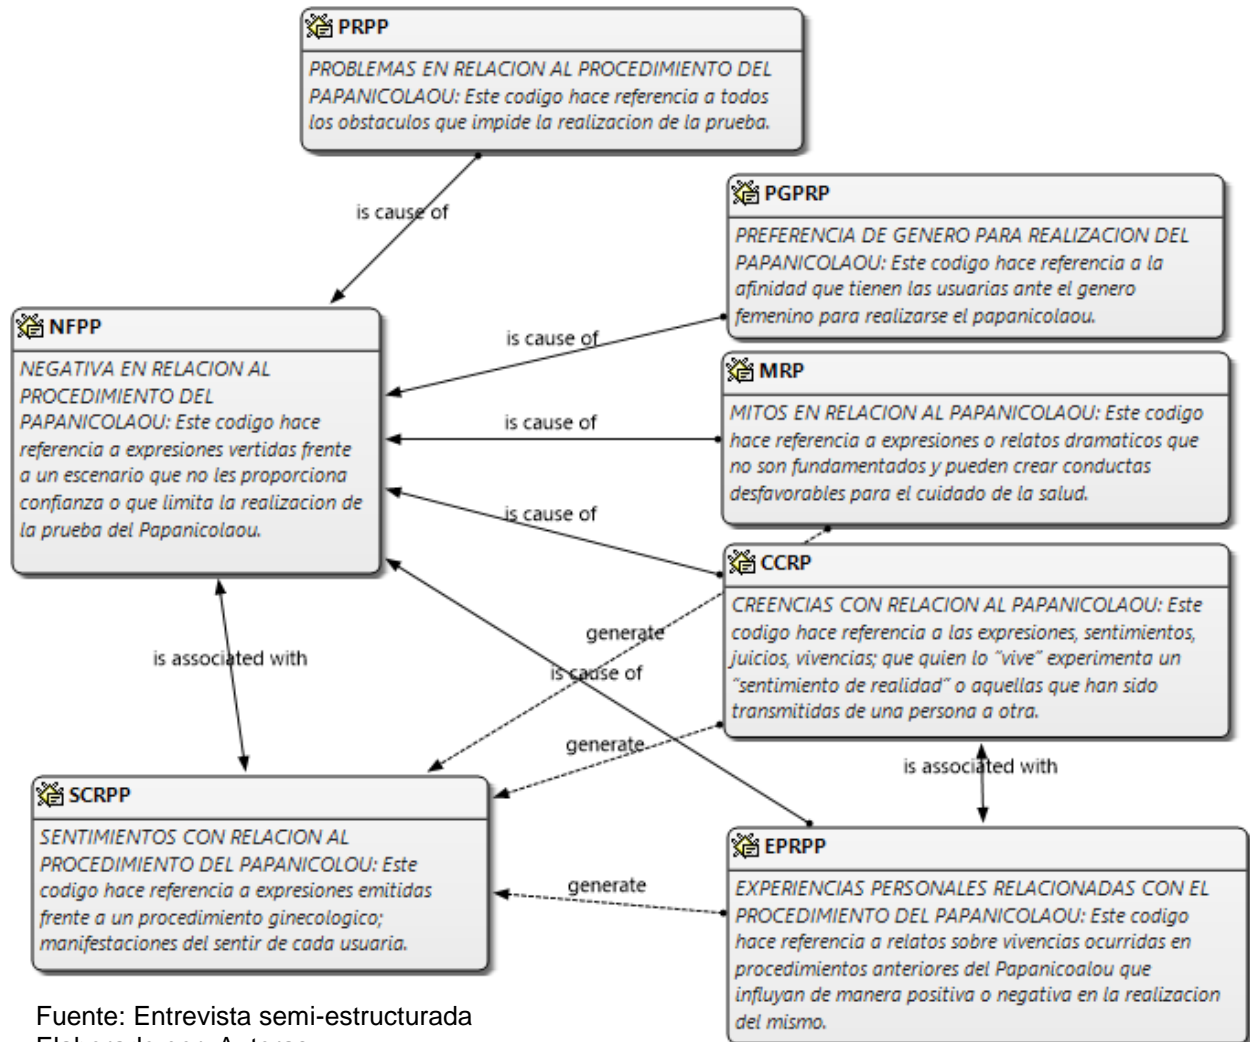 PRPP
PROBLEMAS EN RELACION AL PROCEDIMIENTO DEL
PAPANICOLAOU: Este codigo hace referencia a todos
los obstaculos que impide la realizacion de la prueba.
is cause of
PGPRP
PREFERENCIA DE GENERO PARA REALIZACION DEL
PAPANICOLAOU: Este codigo hace referencia a la
afinidad que tienen las usuarias ante el genero
femenino para realizarse el papanicolaou.
is cause of
NFPP
NEGATIVA EN RELACION AL
PROCEDIMIENTO DEL
PAPANICOLAOU: Este codigo hace
referencia a expresiones vertidas frente
a un escenario que no les proporciona
confianza o que limita la realizacion de
la prueba del Papanicolaou.
MRP
MITOS EN RELACION AL PAPANICOLAOU: Este codigo
hace referencia a expresiones o relatos dramaticos que
no son fundamentados y pueden crear conductas
desfavorables para el cuidado de la salud.
is cause of
is cause of
CCRP
CREENCIAS CON RELACION AL PAPANICOLAOU: Este
codigo hace referencia a las expresiones, sentimientos,
juicios, vivencias; que quien lo “vive” experimenta un
“sentimiento de realidad” o aquellas que han sido
transmitidas de una persona a otra.
generate
is associated with
is cause of
generate
is associated with
SCRPP
SENTIMIENTOS CON RELACION AL
PROCEDIMIENTO DEL PAPANICOLOU: Este
codigo hace referencia a expresiones emitidas
frente a un procedimiento ginecologico;
manifestaciones del sentir de cada usuaria.
generate
EPRPP
EXPERIENCIAS PERSONALES RELACIONADAS CON EL
PROCEDIMIENTO DEL PAPANICOLAOU: Este codigo
hace referencia a relatos sobre vivencias ocurridas en
procedimientos anteriores del Papanicoalou que
influyan de manera positiva o negativa en la realizacion
del mismo.
Fuente: Entrevista semi-estructurada